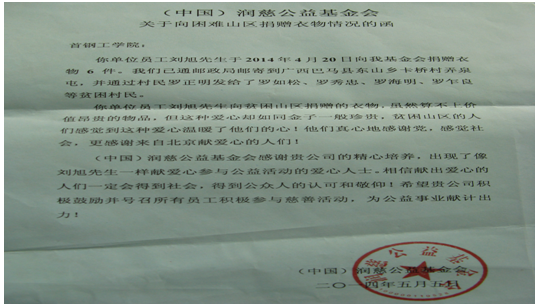 （中国）润慈公益基金会
关于向困难山区捐赠衣物情况的函
首钢工学院：
你单位员工刘旭先生于2014年4月20日向我基金会捐赠衣
物 6 件。我们已通邮政局邮寄到广西巴马县东山乡卡桥村弄泉
屯，并通过村民罗正明发给了罗如松、罗秀忠、罗海明、罗乍良
等贫困村民。
你单位员工刘旭先生向贫困山区捐赠的衣物，虽然算不上价
值昂贵的物品，但这种爱心却如同金子一般珍贵，贫困山区的人
们感觉到这种爱心温暖了他们的心！他们真心地感谢党，感觉社
会，更感谢来自北京献爱心的人们！
（中国）润慈公益基金会感谢贵公司的精心培养，出现了像
刘旭先生一样献爱心参与公益活动的爱心人士。相信献出爱心的
人们一定会得到社会，得到公众人的认可和敬仰！希望贵公司积
极鼓励并号召所有员工积极参与慈善活动，为公益事业献计出
力！
润慈公益基金会
（中国）润慈公益基金会
二〇一四年五月五日